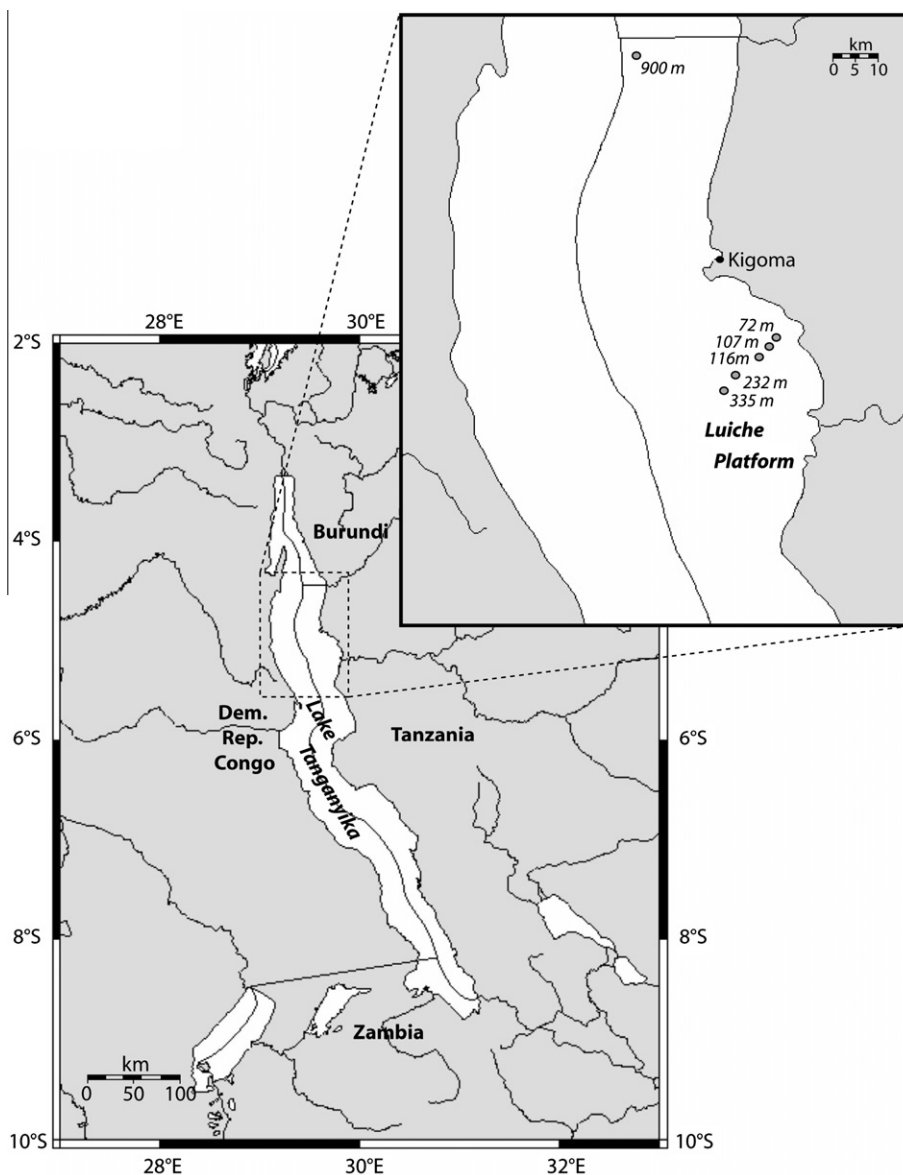 km
0 5 10
900 m
Kigoma
72 m
107 m
116m
232 m
335 m
Luiche
Platform
28°E
30°E
2°S
4°S
Burundi
Dem.
Rep.
Congo
Lake
Tanganyika
Tanzania
6°S
6°S
8°S
8°S
Zambia
km
0 50 100
10°S
10°S
28°E
30°E
32°E